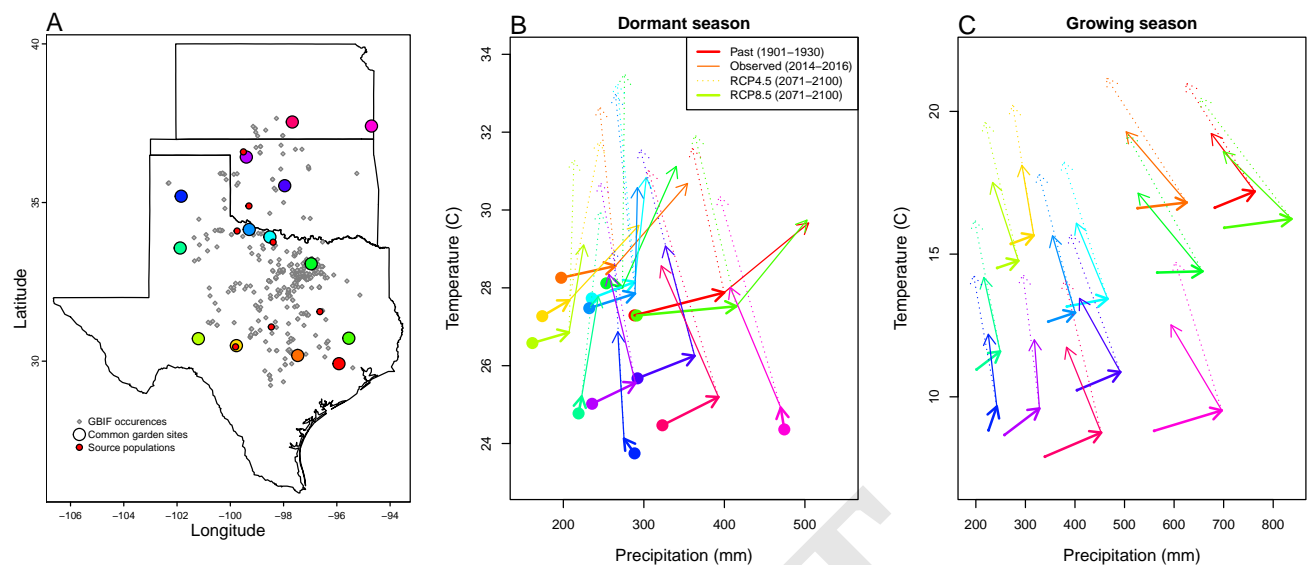 A
40
35
30
Latitude
GBIF occurences
Common garden sites
Source populations
−106 −104 −102 −100 −98 −96 −94
Longitude
B
Dormant season
Past (1901−1930)
Observed (2014−2016)
RCP4.5 (2071−2100)
RCP8.5 (2071−2100)
34
32
30
28
26
24
Temperature (C)
200 300 400 500
Precipitation (mm)
C
Growing season
20
15
10
Temperature (C)
200 300 400 500 600 700 800
Precipitation (mm)